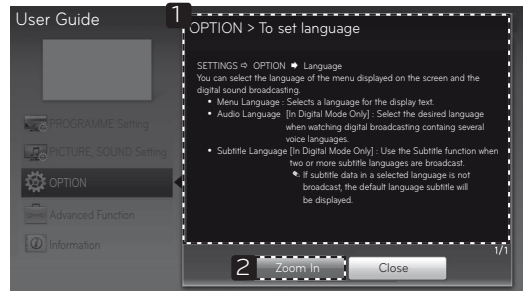 User Guide
1
OPTION > To set language
SETTINGS ⇨ OPTION ➡ Language
You can select the language of the menu displayed on the screen and the
digital sound broadcasting.
• Menu Language : Selects a language for the display text.
• Audio Language [In Digital Mode Only] : Select the desired language
when watching digital broadcasting containg several
voice languages.
• Subtitle Language [In Digital Mode Only] : Use the Subtitle function when
two or more subtitle languages are broadcast.
✎ If subtitle data in a selected language is not
broadcast, the default language subtitle will
be displayed.
PROGRAMME Setting
PICTURE, SOUND Setting
OPTION
Advanced Function
Information
1/1
2
Zoom In
Close